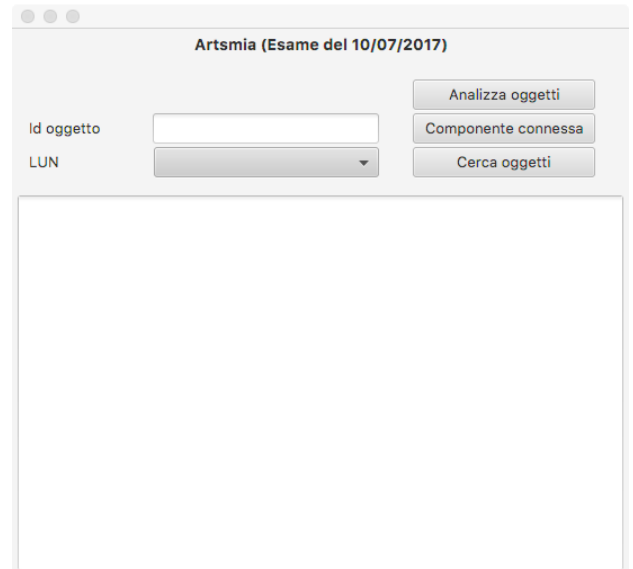 Artsmia (Esame del 10/07/2017)
Analizza oggetti
Id oggetto Componente connessa
LUN Cerca oggetti